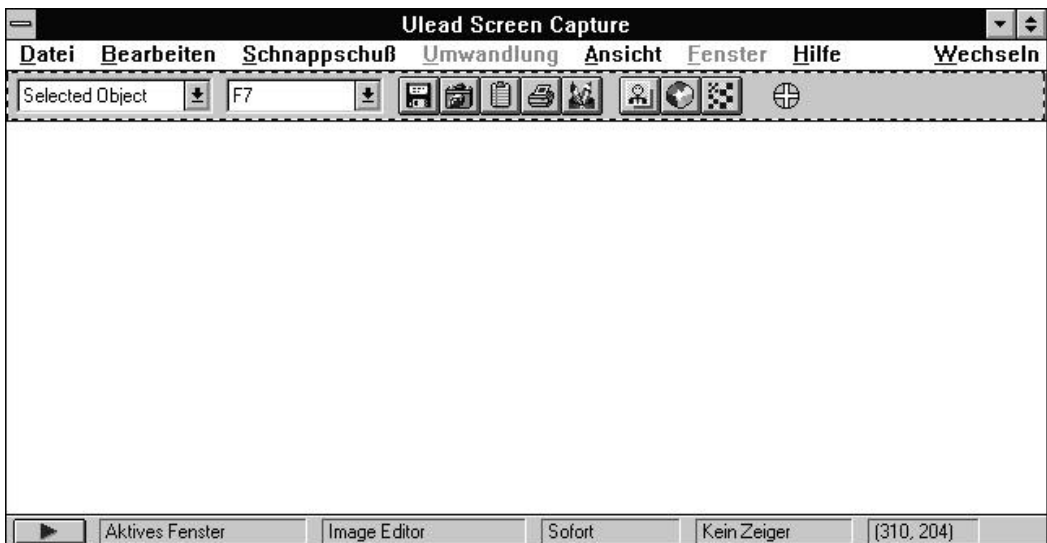 Ulead Screen Capture
Datei Bearbeiten Schnappschuß Umwandlung Ansicht Fenster Hilfe Wechseln
Selected Object F7
Aktives Fenster Image Editor Sofort Kein Zeiger (310, 204)